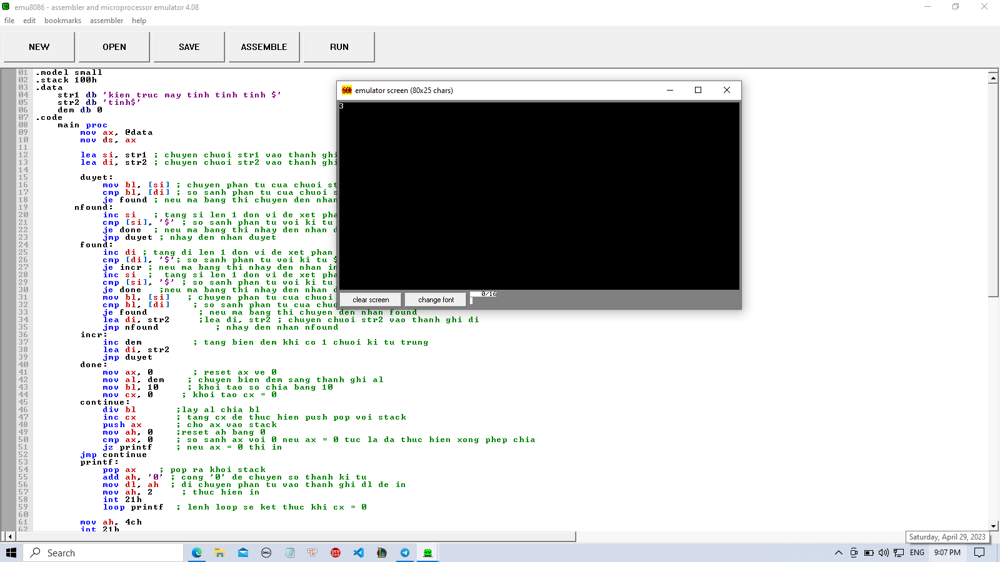 emu8086 - assembler and microprocessor emulator 4.08
file edit bookmarks assembler help
NEW OPEN SAVE ASSEMBLE RUN
01 .model small
02 .stack 100h
03 .data
04 str1 db 'kien truc may tinh tinh tinh $'
05 str2 db 'tinh$'
06 dem db 0
07 .code
08 main proc
09 mov ax, @data
10 mov ds, ax
11
12 lea si, str1 ; chuyen chuoi str1 vao thanh ghi
13 lea di, str2 ; chuyen chuoi str2 vao thanh ghi
14
15 duyet:
16 mov bl, [si] ; chuyen phan tu cua chuoi st
17 cmp bl, [di] ; so sanh phan tu cua chuoi s
18 je found ; neu ma bang thi chuyen den nhan
19 nfound:
20 inc si ; tang si len 1 don vi de xet pha
21 cmp [si], '$' ; so sanh phan tu voi ki tu
22 je done ; neu ma bang thi nhay den nhan d
23 jmp duyet ; nhay den nhan duyet
24 found:
25 inc di ; tang di len 1 don vi de xet phan
26 cmp [di], '$'; so sanh phan tu voi ki tu $
27 je incr ; neu ma bang thi nhay den nhan in
28 inc si ; tang si len 1 don vi de xet pha
29 cmp [si], '$' ; so sanh phan tu voi ki tu
30 je done ;neu ma bang thi nhay den nhan d
31 mov bl, [si] ; chuyen phan tu cua chuo
32 cmp bl, [di] ; so sanh phan tu cua chuo
33 je found ; neu ma bang thi chuyen den nhan found
34 lea di, str2 ;lea di, str2 ; chuyen chuoi str2 vao thanh ghi di
35 jmp nfound ; nhay den nhan nfound
36 incr:
37 inc dem ; tang bien dem khi co 1 chuoi ki tu trung
38 lea di, str2
39 jmp duyet
40 done:
41 mov ax, 0 ; reset ax ve 0
42 mov al, dem ; chuyen bien dem sang thanh ghi al
43 mov bl, 10 ; khoi tao so chia bang 10
44 mov cx, 0 ; khoi tao cx = 0
45 continue:
46 div bl ;lay al chia bl
47 inc cx ; tang cx de thuc hien push pop voi stack
48 push ax ; cho ax vao stack
49 mov ah, 0 ;reset ah bang 0
50 cmp ax, 0 ; so sanh ax voi 0 neu ax = 0 tuc la da thuc hien xong phep chia
51 jz printf ; neu ax = 0 thi in
52 jmp continue
53 printf:
54 pop ax ; pop ra khoi stack
55 add ah, '0' ; cong '0' de chuyen so thanh ki tu
56 mov dl, ah ; di chuyen phan tu vao thanh ghi dl de in
57 mov ah, 2 ; thuc hien in
58 int 21h
59 loop printf ; lenh loop se ket thuc khi cx = 0
60
61 mov ah, 4ch
62 int 21h
SCR emulator screen (80x25 chars)
3
clear screen change font 0/16
Saturday, April 29, 2023
Search
DELL
DEV C++
ENG 9:07 PM